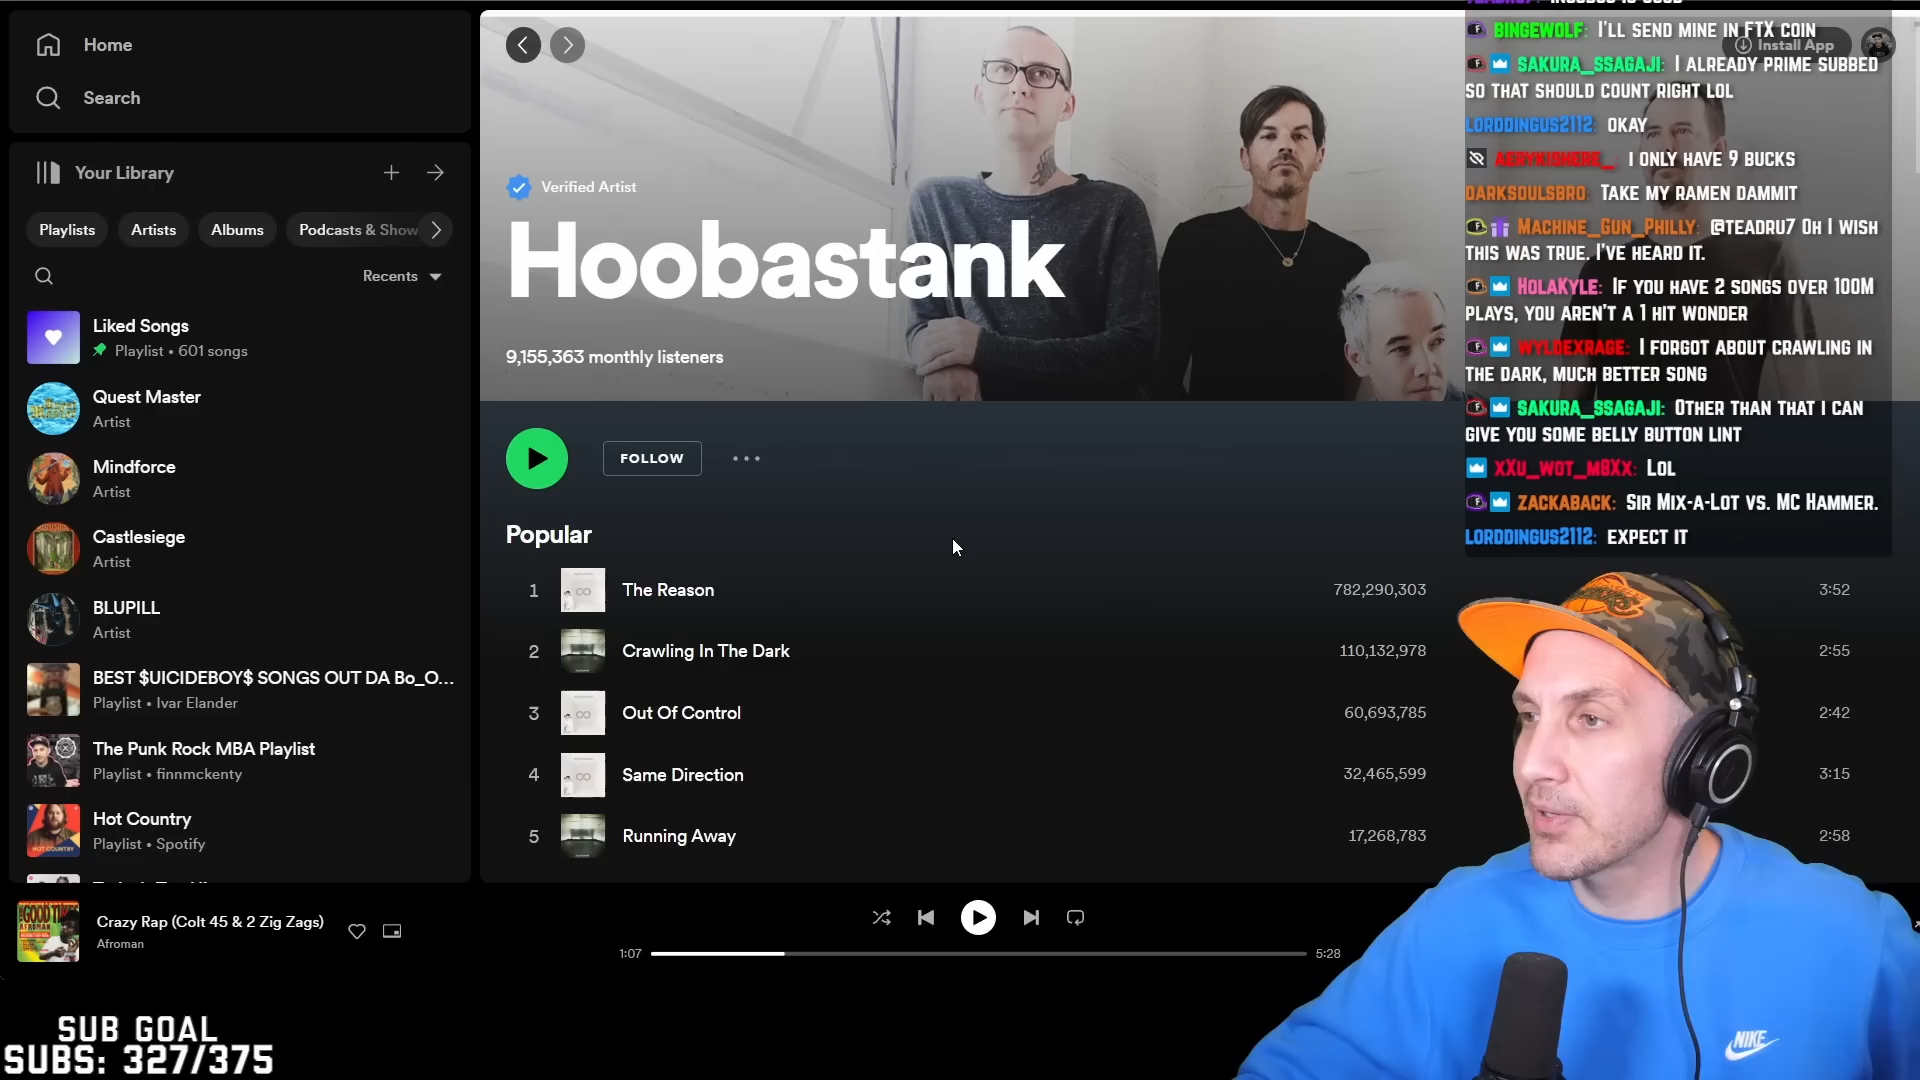 Home
Search
Your Library
Playlists
Artists
Albums
Podcasts & Show
Recents
Liked Songs
Playlist • 601 songs
Quest Master
Artist
Mindforce
Artist
Castlesiege
Artist
BLUPILL
Artist
BEST $UICIDEBOY$ SONGS OUT DA Bo_O...
Playlist • Ivar Elander
The Punk Rock MBA Playlist
Playlist • finnmckenty
Hot Country
Playlist • Spotify
Verified Artist
Hoobastank
9,155,363 monthly listeners
FOLLOW
Popular
1 The Reason 782,290,303 3:52
2 Crawling In The Dark 110,132,978 2:55
3 Out Of Control 60,693,785 2:42
4 Same Direction 32,465,599 3:15
5 Running Away 17,268,783 2:58
Install App
BINGEWOLF: I'LL SEND MINE IN FTX COIN
SAKURA_SSAGAJI: I ALREADY PRIME SUBBED
SO THAT SHOULD COUNT RIGHT LOL
LORDDINGUS2112: OKAY
I ONLY HAVE 9 BUCKS
DARKSOULSBRO: TAKE MY RAMEN DAMMIT
MACHINE_GUN_PHILLY: @TEADRU7 OH I WISH
THIS WAS TRUE. I'VE HEARD IT.
HOLAKYLE: IF YOU HAVE 2 SONGS OVER 100M
PLAYS, YOU AREN'T A 1 HIT WONDER
WYLDEXRAGE: I FORGOT ABOUT CRAWLING IN
THE DARK, MUCH BETTER SONG
SAKURA_SSAGAJI: OTHER THAN THAT I CAN
GIVE YOU SOME BELLY BUTTON LINT
XXU_WOT_M8XX: LOL
ZACKABACK: SIR MIX-A-LOT VS. MC HAMMER.
LORDDINGUS2112: EXPECT IT
Crazy Rap (Colt 45 & 2 Zig Zags)
Afroman
1:07
5:28
SUB GOAL
SUBS: 327/375
NIKE